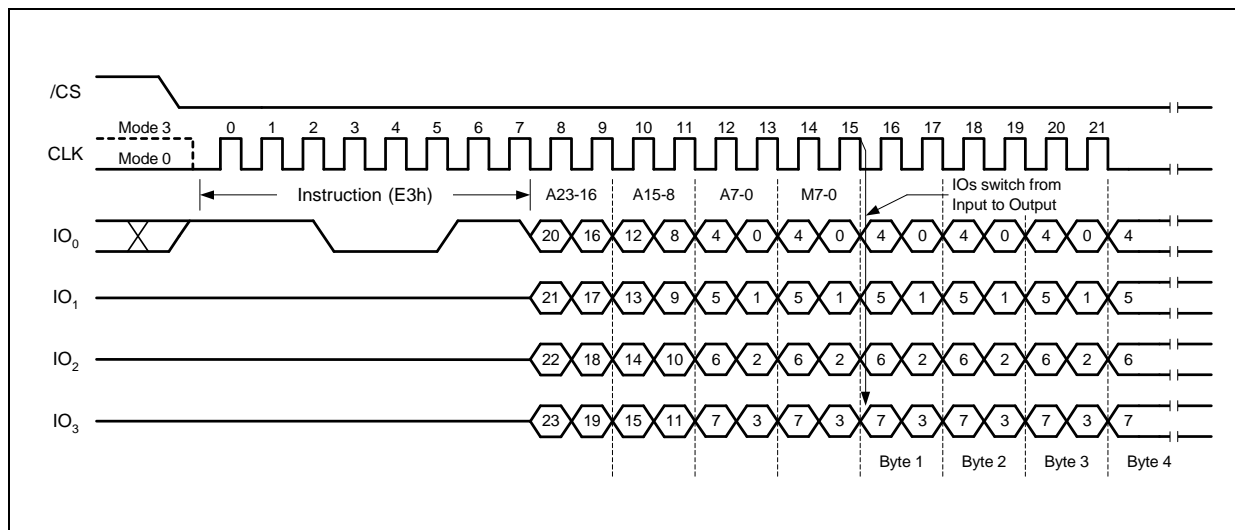 /CS
Mode 3 0 1 2 3 4 5 6 7 8 9 10 11 12 13 14 15 16 17 18 19 20 21
CLK
Mode 0
Instruction (E3h) A23-16 A15-8 A7-0 M7-0 IOs switch from
Input to Output
IO0 20 16 12 8 4 0 4 0 4 0 4 0 4 0 4
IO1 21 17 13 9 5 1 5 1 5 1 5 1 5 1 5
IO2 22 18 14 10 6 2 6 2 6 2 6 2 6 2 6
IO3 23 19 15 11 7 3 7 3 7 3 7 3 7 3 7
Byte 1 Byte 2 Byte 3 Byte 4